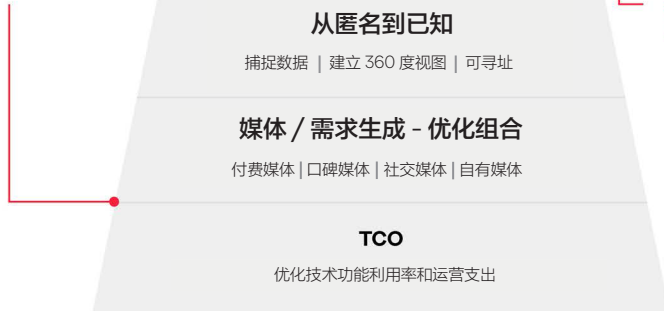 从匿名到已知
捕捉数据 | 建立 360 度视图 | 可寻址
媒体 / 需求生成 - 优化组合
付费媒体 | 口碑媒体 | 社交媒体 | 自有媒体
TCO
优化技术功能利用率和运营支出